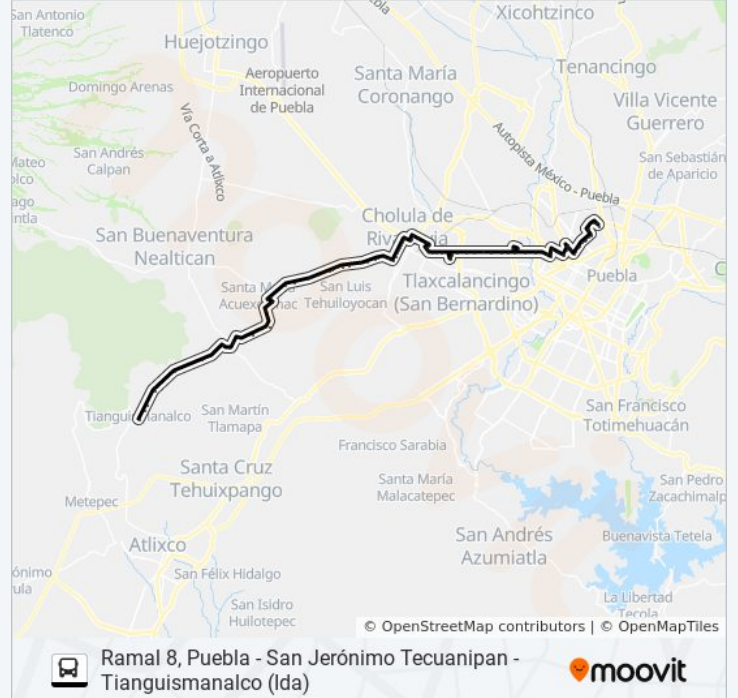 San Antonio
Tlatenco
Xicohtzinco
Huejotzingo
Aeropuerto
Internacional
de Puebla
Santa María
Coronango
Tenancingo
Domingo Arenas
Villa Vicente
Guerrero
Vía Corta a Atlixco
Autopista México - Puebla
San Andrés
Calpan
San Sebastián
de Aparicio
Cholula de
San Buenaventura
Nealtican
Puebla
Tlaxcalancingo
(San Bernardino)
Santa
San Luis
Tehuiloyocan
San Martín
Tlamapa
San Francisco
Totimehuacán
Francisco Sarabia
Santa Cruz
Tehuixpango
Santa María
Malacatepec
San Pedro
Zacachimalp
Metepec
San Andrés
Azumiatla
Buenavista Tetela
Atlixco
San Félix Hidalgo
La Libertad
Tecola
San Isidro
Huilotepec
© OpenStreetMap contributors | © OpenMapTiles
Ramal 8, Puebla - San Jerónimo Tecuanipan -
Tianguismanalco (Ida)
moovit